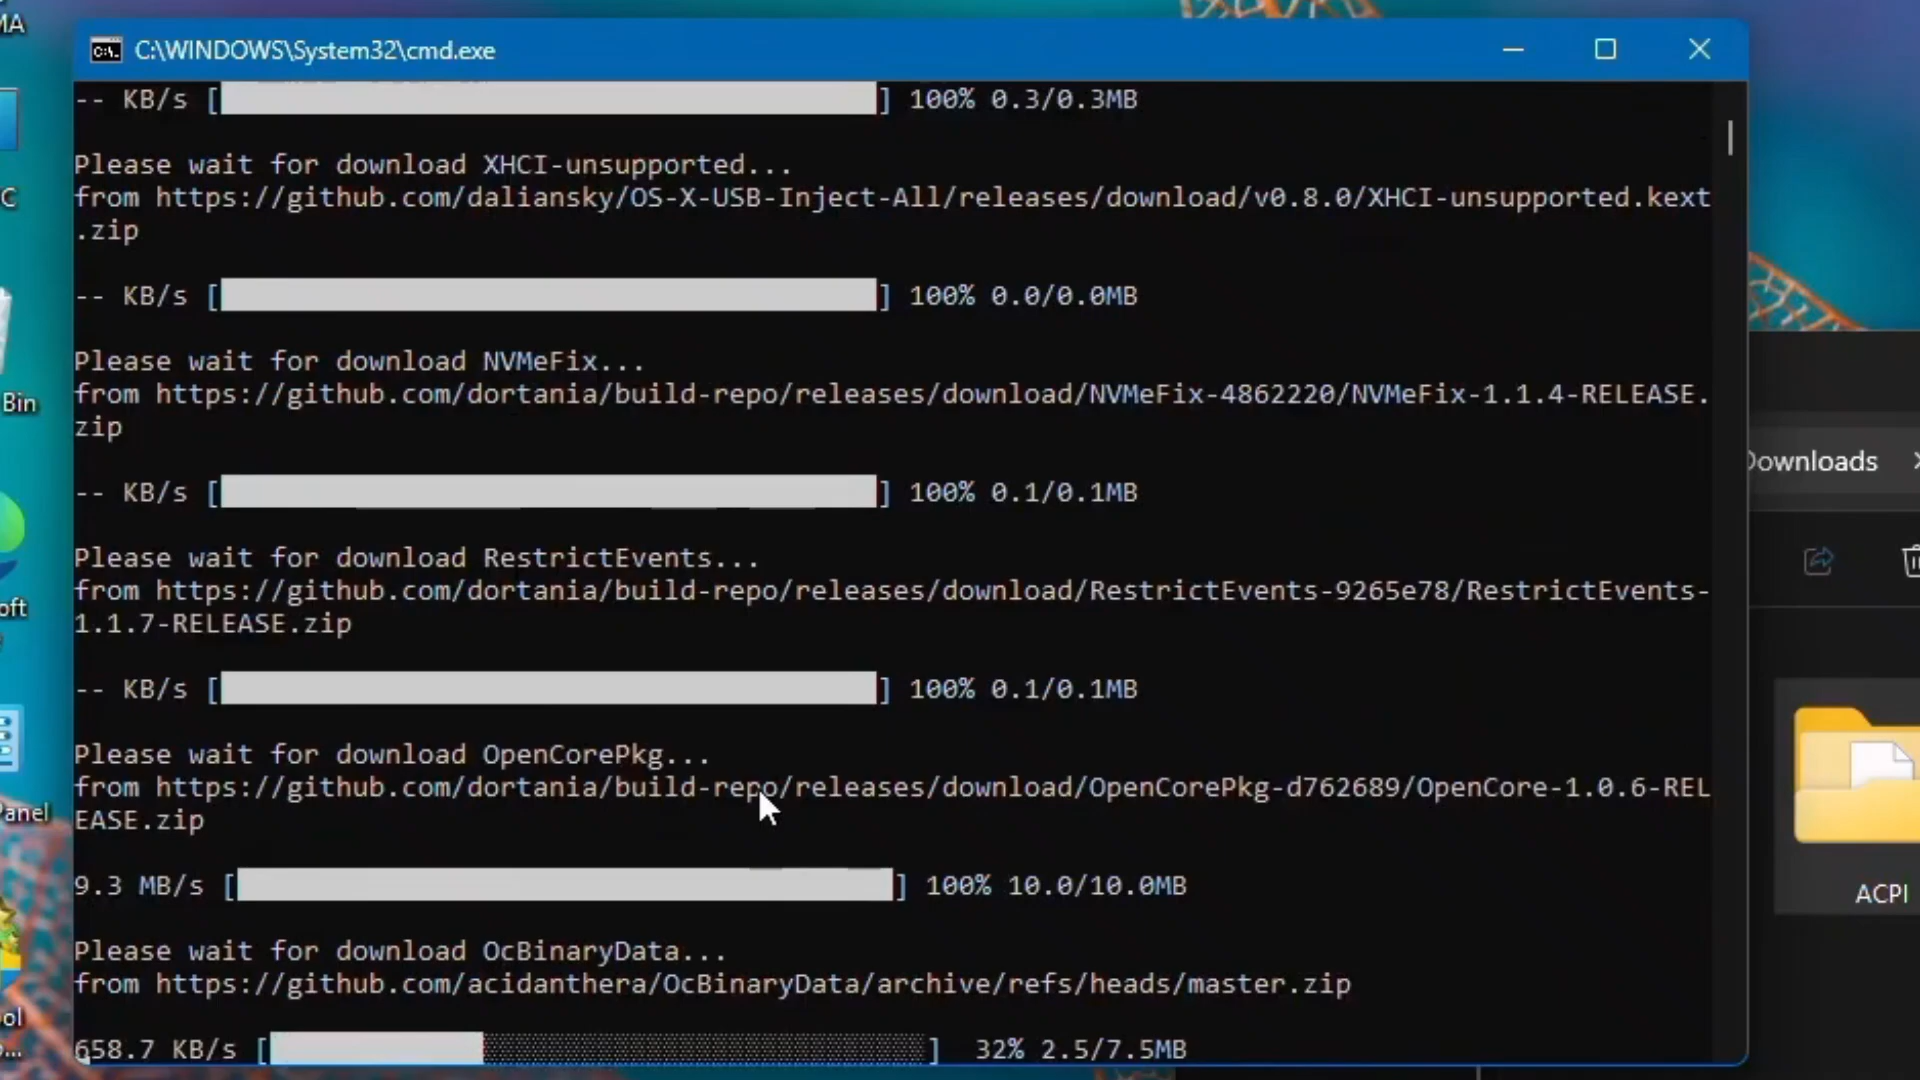 MA
C:\WINDOWS\System32\cmd.exe
-- KB/s [ ] 100% 0.3/0.3MB
C
Please wait for download XHCI-unsupported...
from https://github.com/daliansky/OS-X-USB-Inject-All/releases/download/v0.8.0/XHCI-unsupported.kext
.zip
-- KB/s [ ] 100% 0.0/0.0MB
Please wait for download NVMeFix...
from https://github.com/dortania/build-repo/releases/download/NVMeFix-4862220/NVMeFix-1.1.4-RELEASE.
zip
Bin
-- KB/s [ ] 100% 0.1/0.1MB
Downloads
Please wait for download RestrictEvents...
from https://github.com/dortania/build-repo/releases/download/RestrictEvents-9265e78/RestrictEvents-
1.1.7-RELEASE.zip
oft
-- KB/s [ ] 100% 0.1/0.1MB
Please wait for download OpenCorePkg...
from https://github.com/dortania/build-repo/releases/download/OpenCorePkg-d762689/OpenCore-1.0.6-REL
EASE.zip
Panel
9.3 MB/s [ ] 100% 10.0/10.0MB
ACPI
Please wait for download OcBinaryData...
from https://github.com/acidanthera/OcBinaryData/archive/refs/heads/master.zip
ol
658.7 KB/s [ ] 32% 2.5/7.5MB